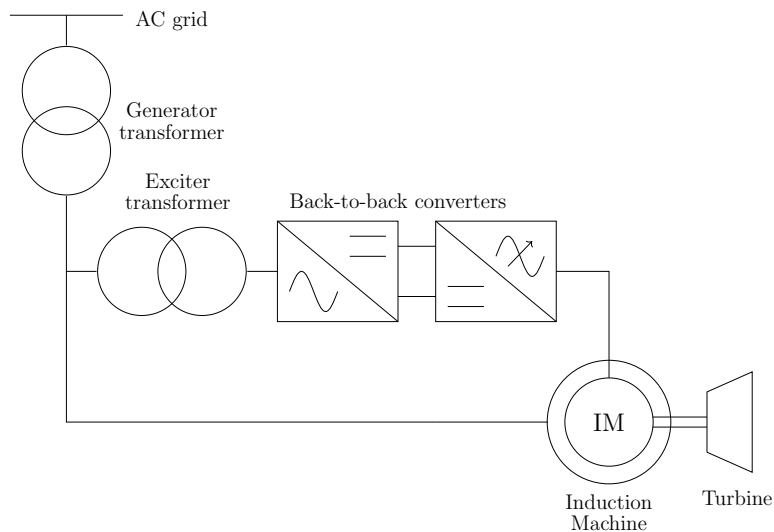 AC grid
Generator
transformer
Exciter
transformer
Back-to-back converters
IM
Induction
Machine
Turbine